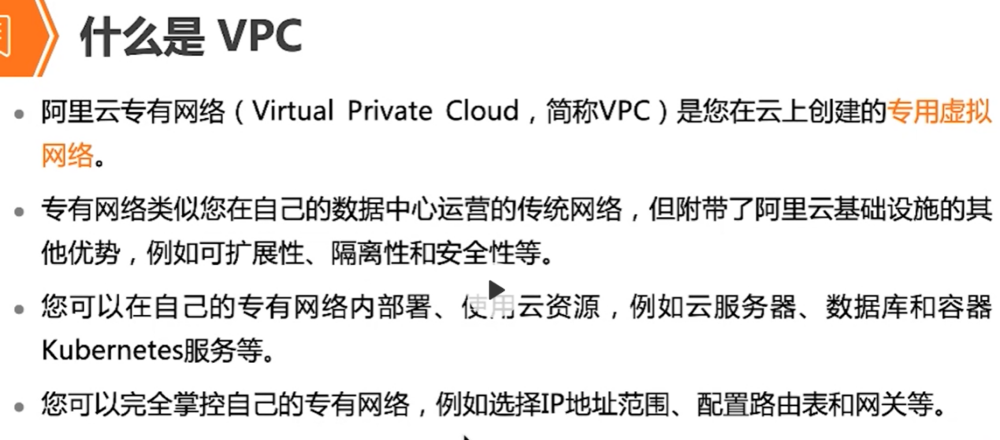 什么是 VPC
阿里云专有网络（Virtual Private Cloud，简称VPC）是您在云上创建的专用虚拟
网络。
专有网络类似您在自己的数据中心运营的传统网络，但附带了阿里云基础设施的其
他优势，例如可扩展性、隔离性和安全性等。
您可以在自己的专有网络内部署、使用云资源，例如云服务器、数据库和容器
Kubernetes服务等。
您可以完全掌控自己的专有网络，例如选择IP地址范围、配置路由表和网关等。